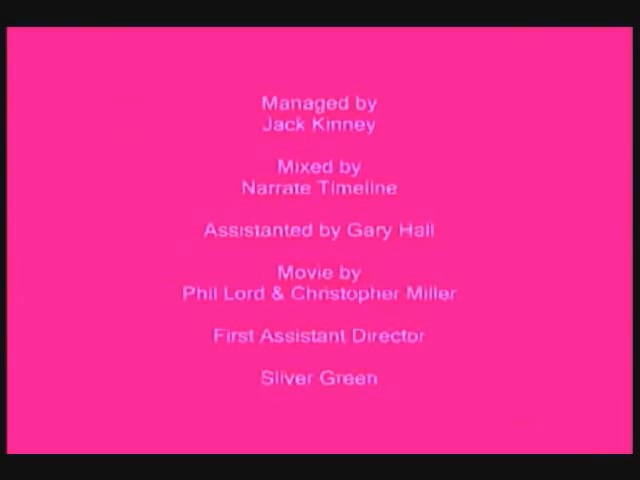 Managed by
Jack Kinney
Mixed by
Narrate Timeline
Assistanted by Gary Hall
Movie by
Phil Lord & Christopher Miller
First Assistant Director
Silver Green